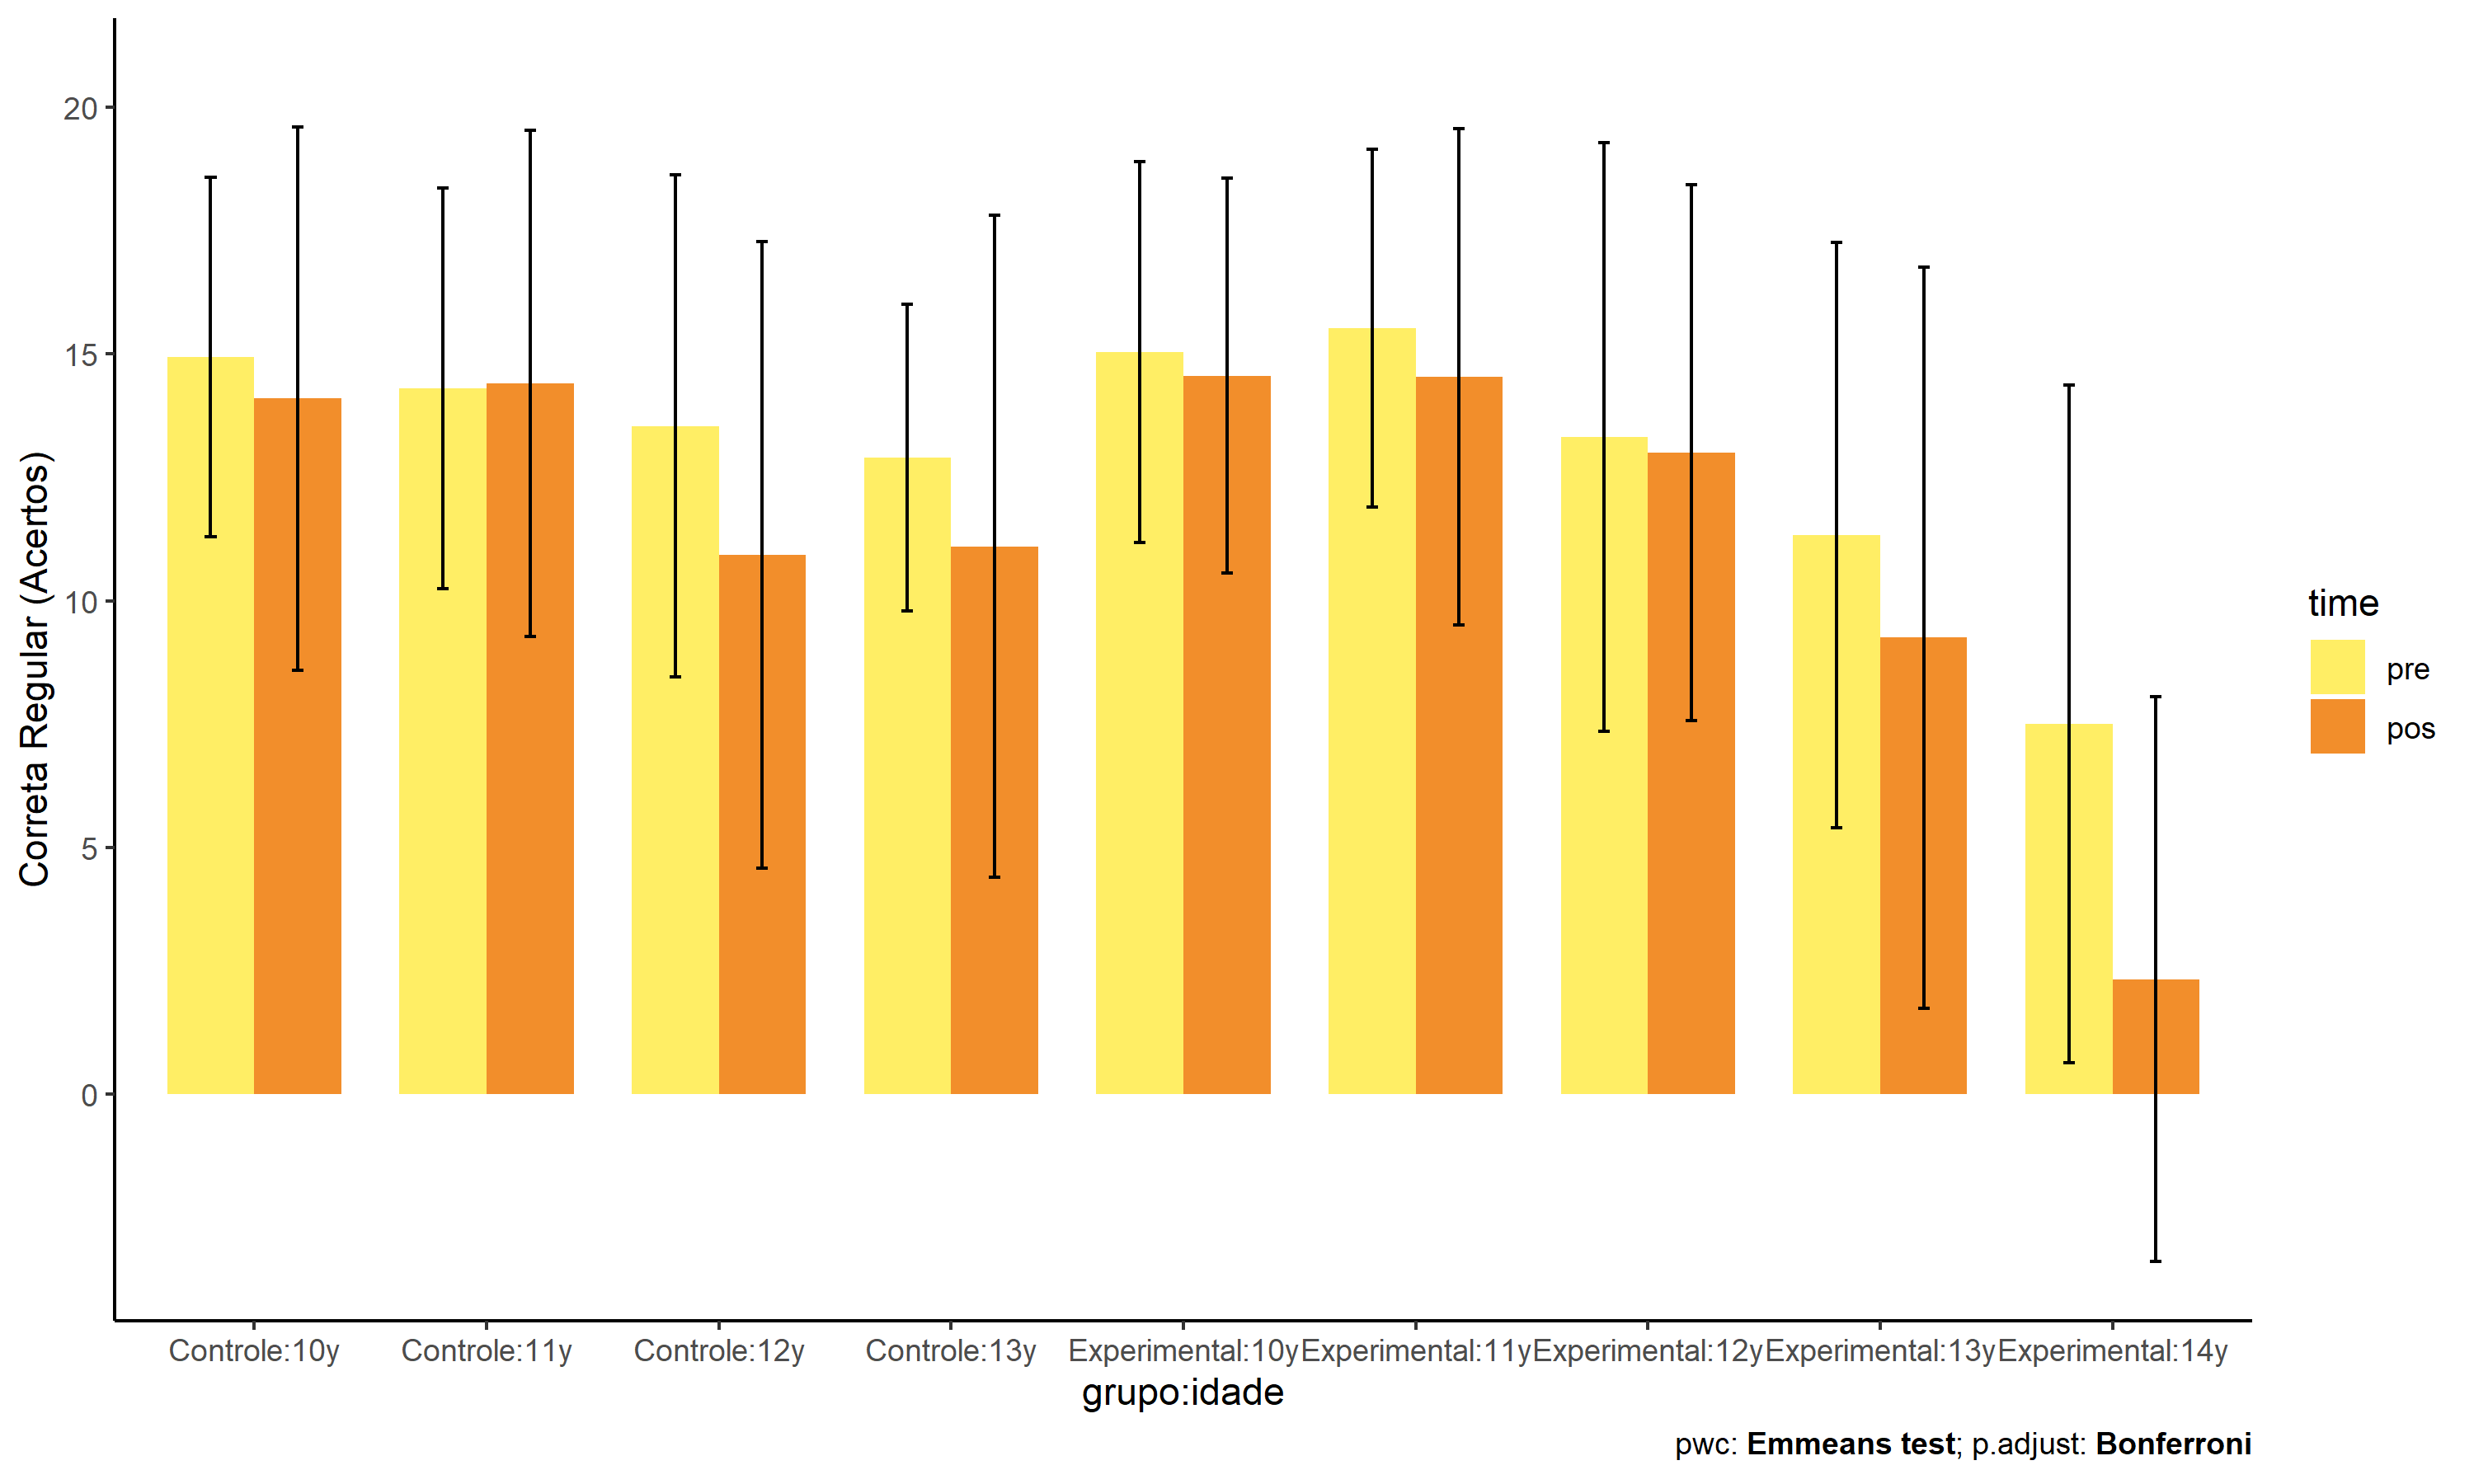 Correta Regular (Acertos)
20
15
10
5
0
Controle:10y Controle:11y Controle:12y Controle:13y Experimental:10y Experimental:11y Experimental:12y Experimental:13y Experimental:14y
grupo:idade
time
pre
pos
pwc: Emmeans test; p.adjust: Bonferroni